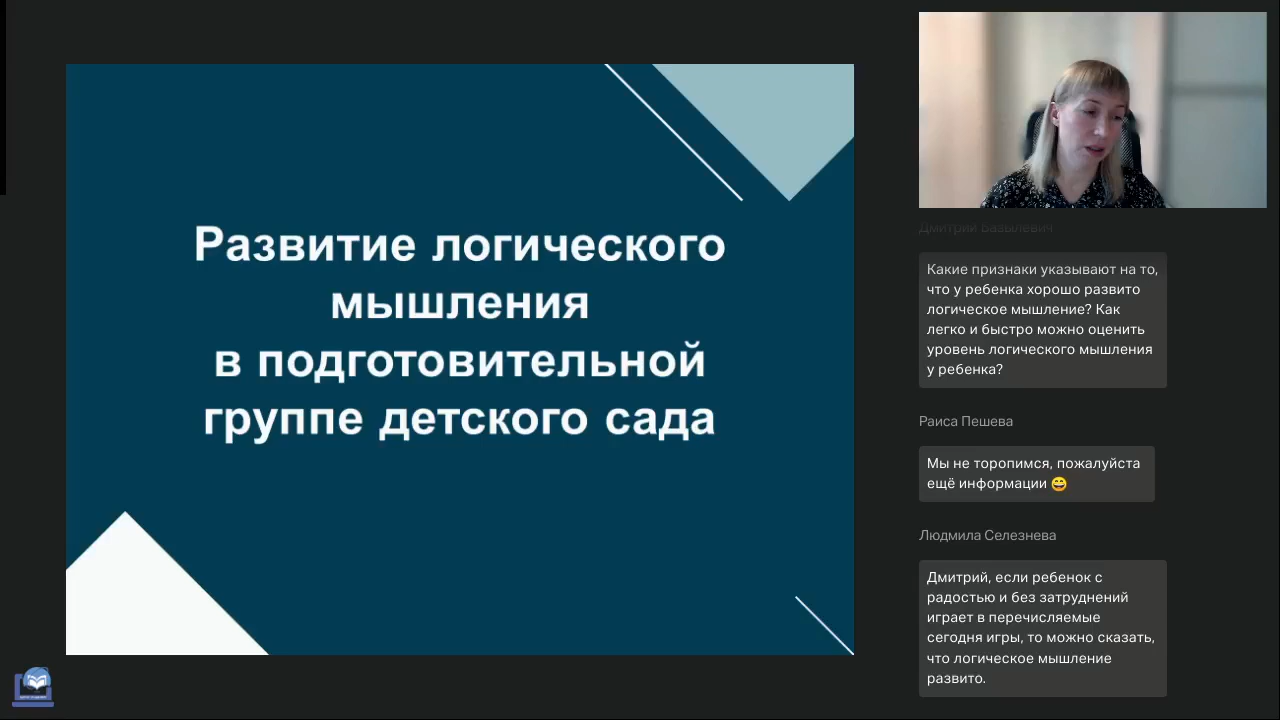 Развитие логического
мышления
в подготовительной
группе детского сада
Дмитрий Базылевич
Какие признаки указывают на то,
что у ребенка хорошо развито
логическое мышление? Как
легко и быстро можно оценить
уровень логического мышления
у ребенка?
Раиса Пешева
Мы не торопимся, пожалуйста
ещё информации 😄
Людмила Селезнева
Дмитрий, если ребенок с
радостью и без затруднений
играет в перечисляемые
сегодня игры, то можно сказать,
что логическое мышление
развито.